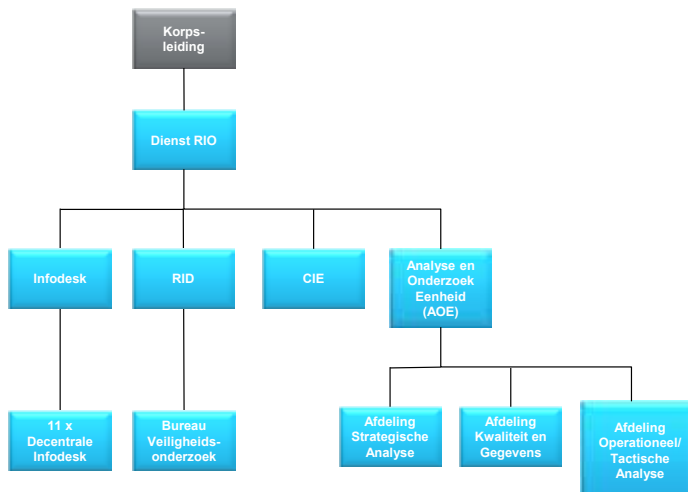 Korps-
leiding
Dienst RIO
Infodesk
RID
CIE
Analyse en
Onderzoek
Eenheid
(AOE)
11 x
Decentrale
Infodesk
Bureau
Veiligheids-
onderzoek
Afdeling
Strategische
Analyse
Afdeling
Kwaliteit en
Gegevens
Afdeling
Operationeel/
Tactische
Analyse